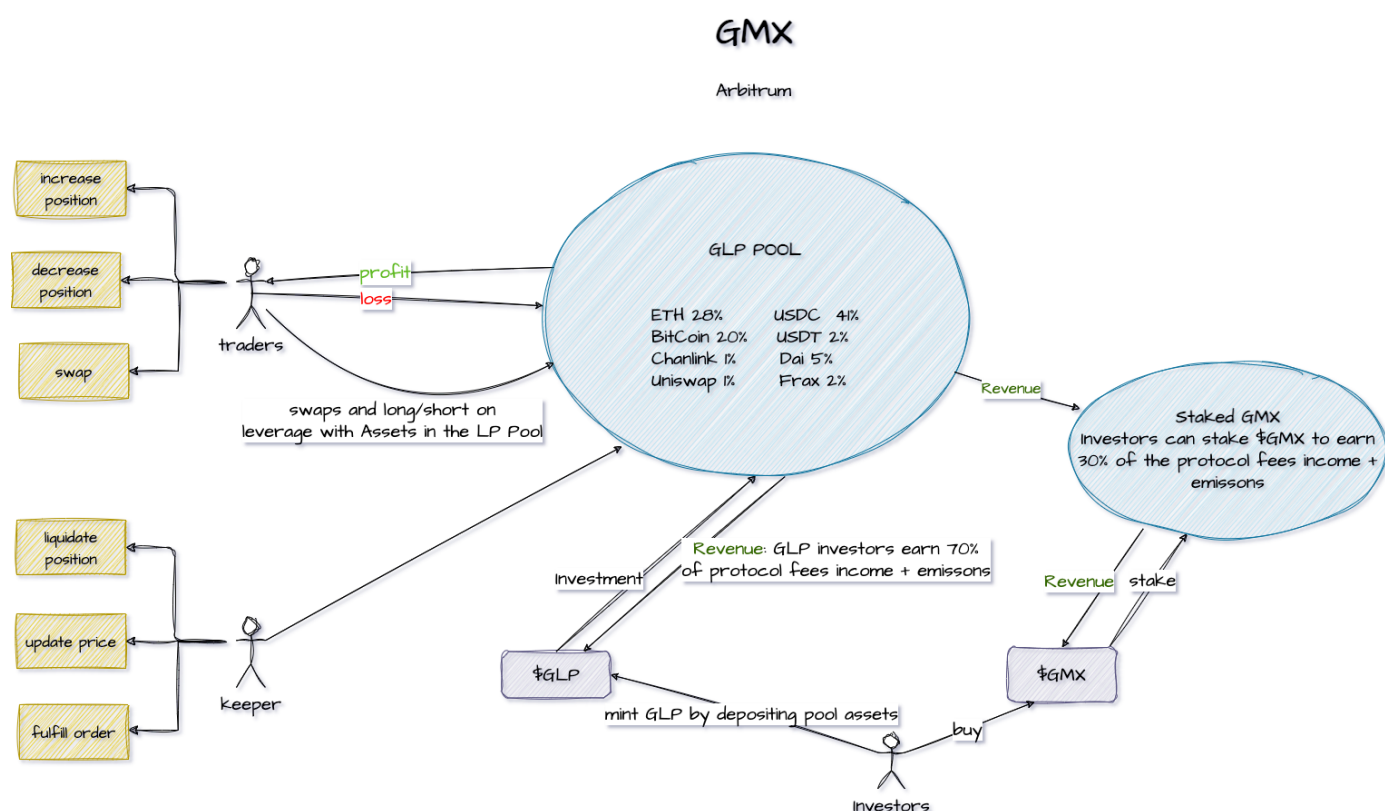 GMX
Arbitrum
increase
position
decrease
position
swap
traders
profit
loss
swaps and long/short on
leverage with Assets in the LP Pool
GLP POOL
ETH 28% USDC 41%
BitCoin 20% USDT 2%
Chanlink 1% Dai 5%
Uniswap 1% Frax 2%
Revenue
Staked GMX
Investors can stake $GMX to earn
30% of the protocol fees income +
emissons
liquidate
position
update price
fulfill order
keeper
Investment
Revenue: GLP investors earn 70%
of protocol fees income + emissons
Revenue
stake
$GLP
$GMX
mint GLP by depositing pool assets
buy
Investors